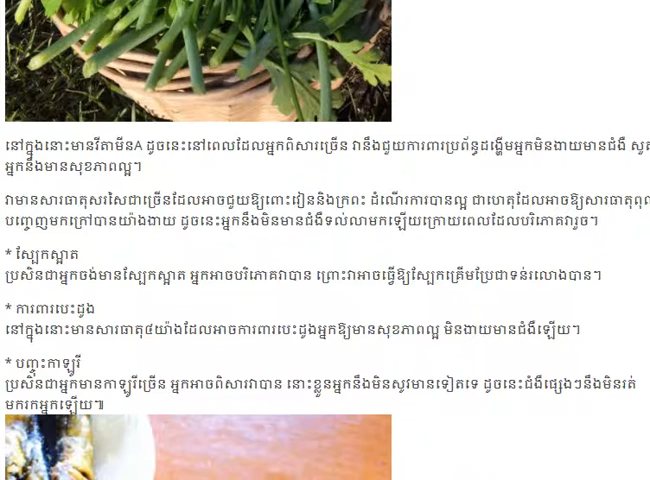 នៅក្នុងនោះមានវីតាមីនA ដូចនេះនៅពេលដែលអ្នកពិសារច្រើន វានឹងជួយការពារប្រព័ន្ធដង្ហើមអ្នកមិនងាយមានជំងឺ សួត
អ្នកនឹងមានសុខភាពល្អ។
វាមានសារធាតុសរសៃជាច្រើនដែលអាចជួយឱ្យពោះវៀននិងក្រពះ ដំណើរការបានល្អ ជាហេតុដែលអាចឱ្យសារធាតុពុល
បញ្ចេញមកក្រៅបានយ៉ាងងាយ ដូចនេះអ្នកនឹងមិនមានជំងឺទល់លាមកឡើយក្រោយពេលដែលបរិភោគវារួច។
* ស្បែកស្អាត
ប្រសិនជាអ្នកចង់មានស្បែកស្អាត អ្នកអាចបរិភោគវាបាន ព្រោះវាអាចធ្វើឱ្យស្បែកគ្រើមប្រែជាទន់រលោងបាន។
* ការពារបេះដូង
នៅក្នុងនោះមានសារធាតុ៤យ៉ាងដែលអាចការពារបេះដូងអ្នកឱ្យមានសុខភាពល្អ មិនងាយមានជំងឺឡើយ។
* បញ្ចុះកាឡូរី
ប្រសិនជាអ្នកមានកាឡូរីច្រើន អ្នកអាចពិសារវាបាន នោះខ្លួនអ្នកនឹងមិនសូវមានទៀតទេ ដូចនេះជំងឺផ្សេងៗនឹងមិនរត់
មករកអ្នកឡើយ៕